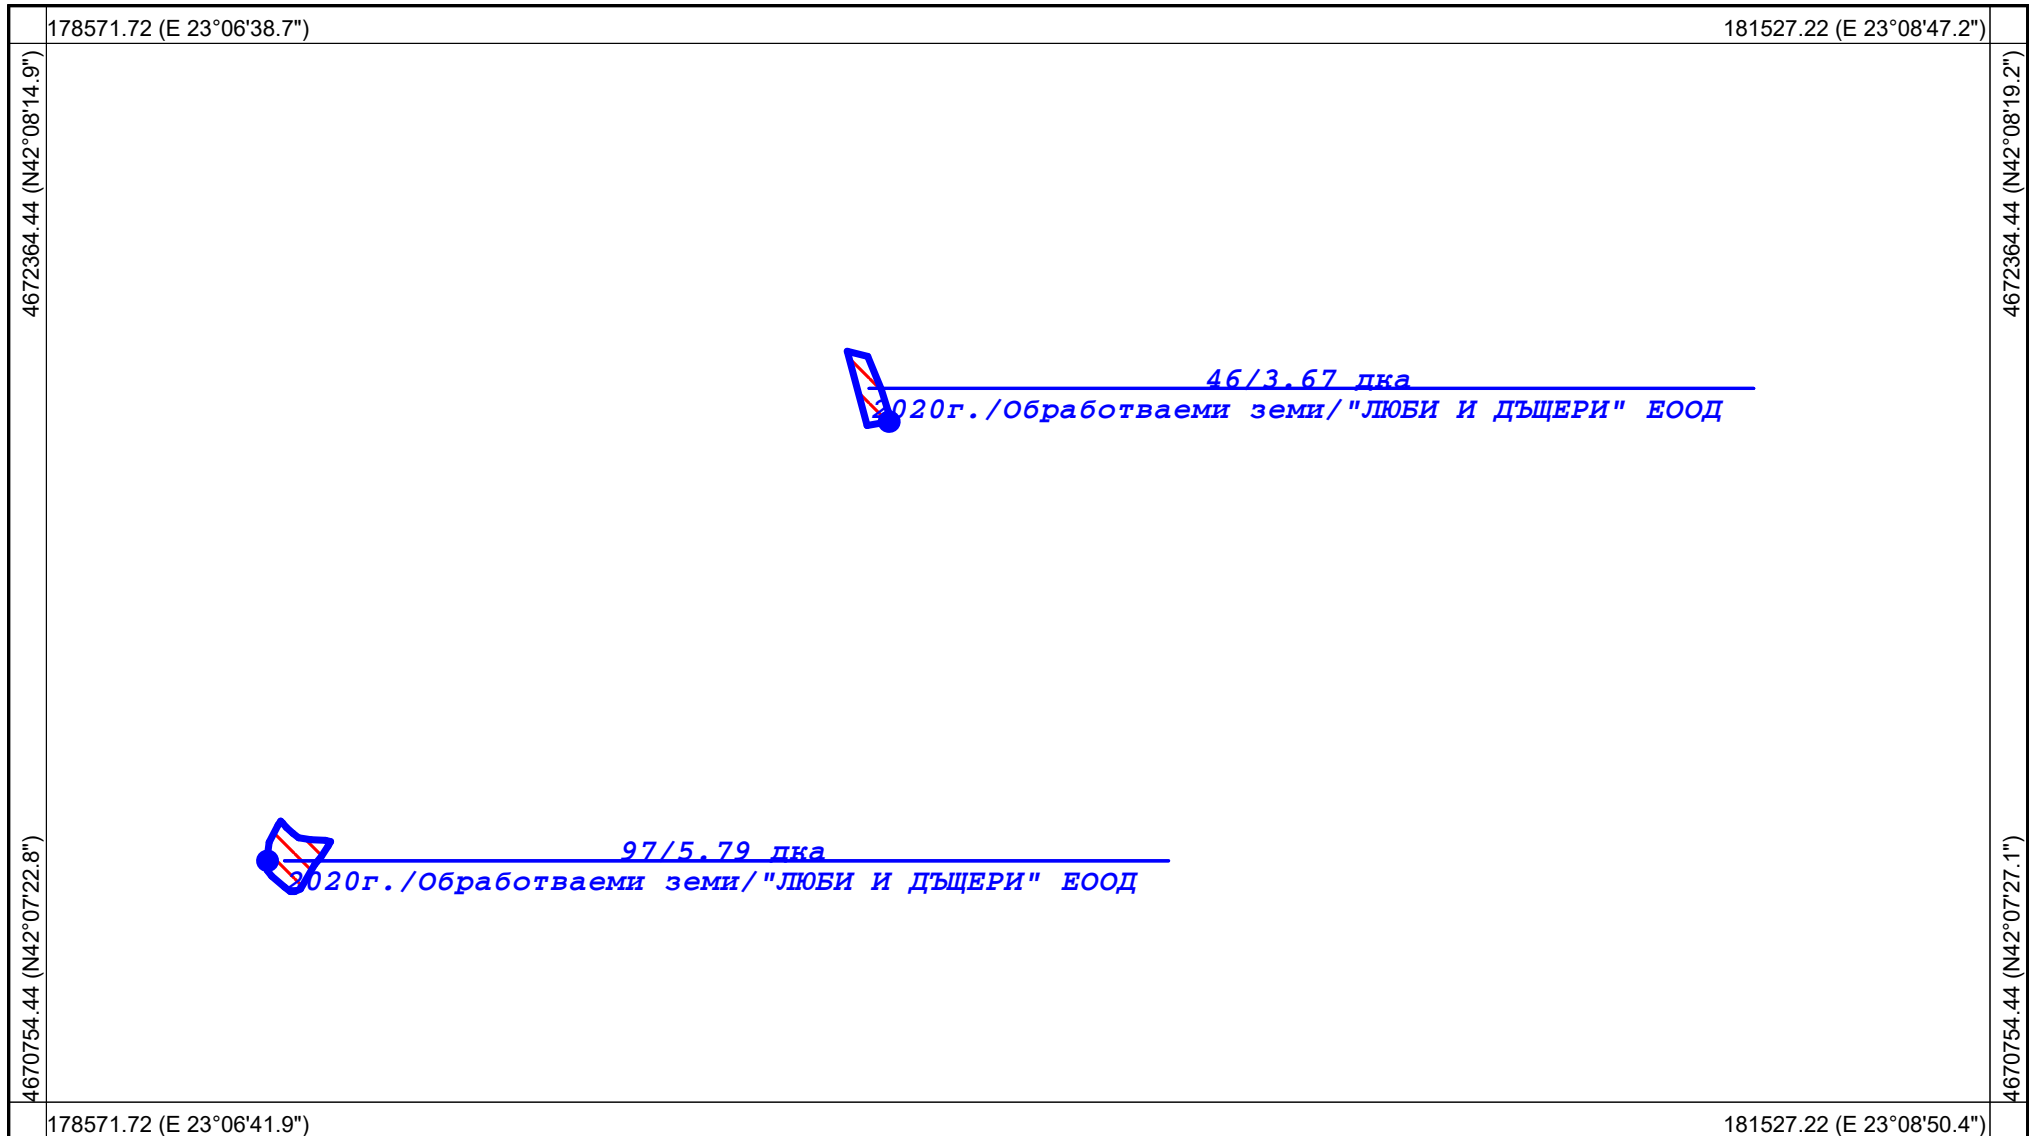 178571.72 (E 23°06'38.7")
181527.22 (E 23°08'47.2")
4672364.44 (N42°08'14.9")
4672364.44 (N42°08'19.2")
46/3.67 дка
2020г./Обработваеми земи/"ЛЮБИ И ДЪЩЕРИ" ЕООД
97/5.79 дка
2020г./Обработваеми земи/"ЛЮБИ И ДЪЩЕРИ" ЕООД
4670754.44 (N42°07'22.8")
4670754.44 (N42°07'27.1")
178571.72 (E 23°06'41.9")
181527.22 (E 23°08'50.4")